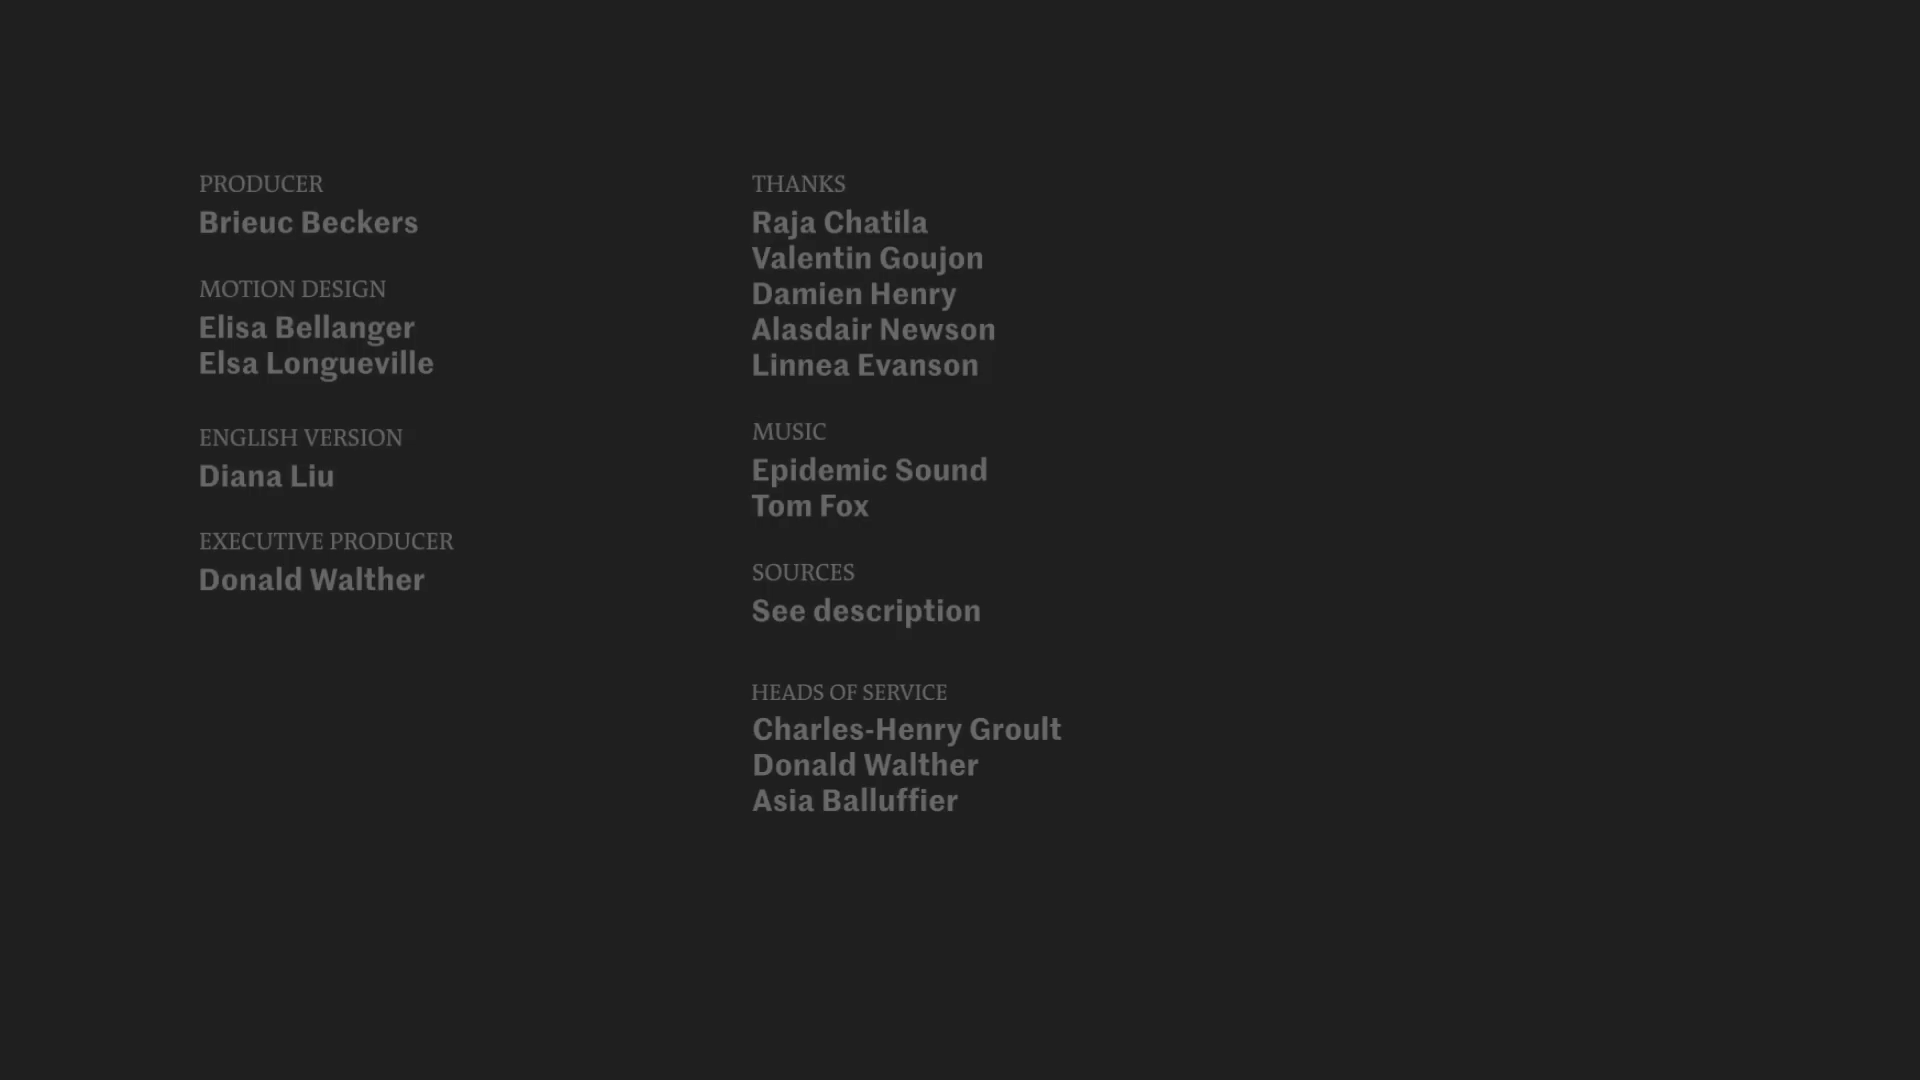 PRODUCER
Brieuc Beckers
MOTION DESIGN
Elisa Bellanger
Elsa Longueville
ENGLISH VERSION
Diana Liu
EXECUTIVE PRODUCER
Donald Walther
THANKS
Raja Chatila
Valentin Goujon
Damien Henry
Alasdair Newson
Linnea Evanson
MUSIC
Epidemic Sound
Tom Fox
SOURCES
See description
HEADS OF SERVICE
Charles-Henry Groult
Donald Walther
Asia Balluffier